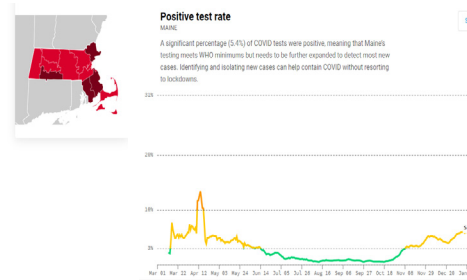 Positive test rate
MAINE
A significant percentage (5.4%) of COVID tests were positive, meaning that Maine's
testing meets WHO minimums but needs to be further expanded to detect most new
cases. Identifying and isolating new cases can help contain COVID without resorting
to lockdowns.
20%
10%
Mar 01 Mar 22 Apr 12 May 03 May 24 Jun 14 Jul 05 Jul 26 Aug 16 Sep 06 Sep 27 Oct 18 Nov 08 Nov 29 Dec 20 Jan